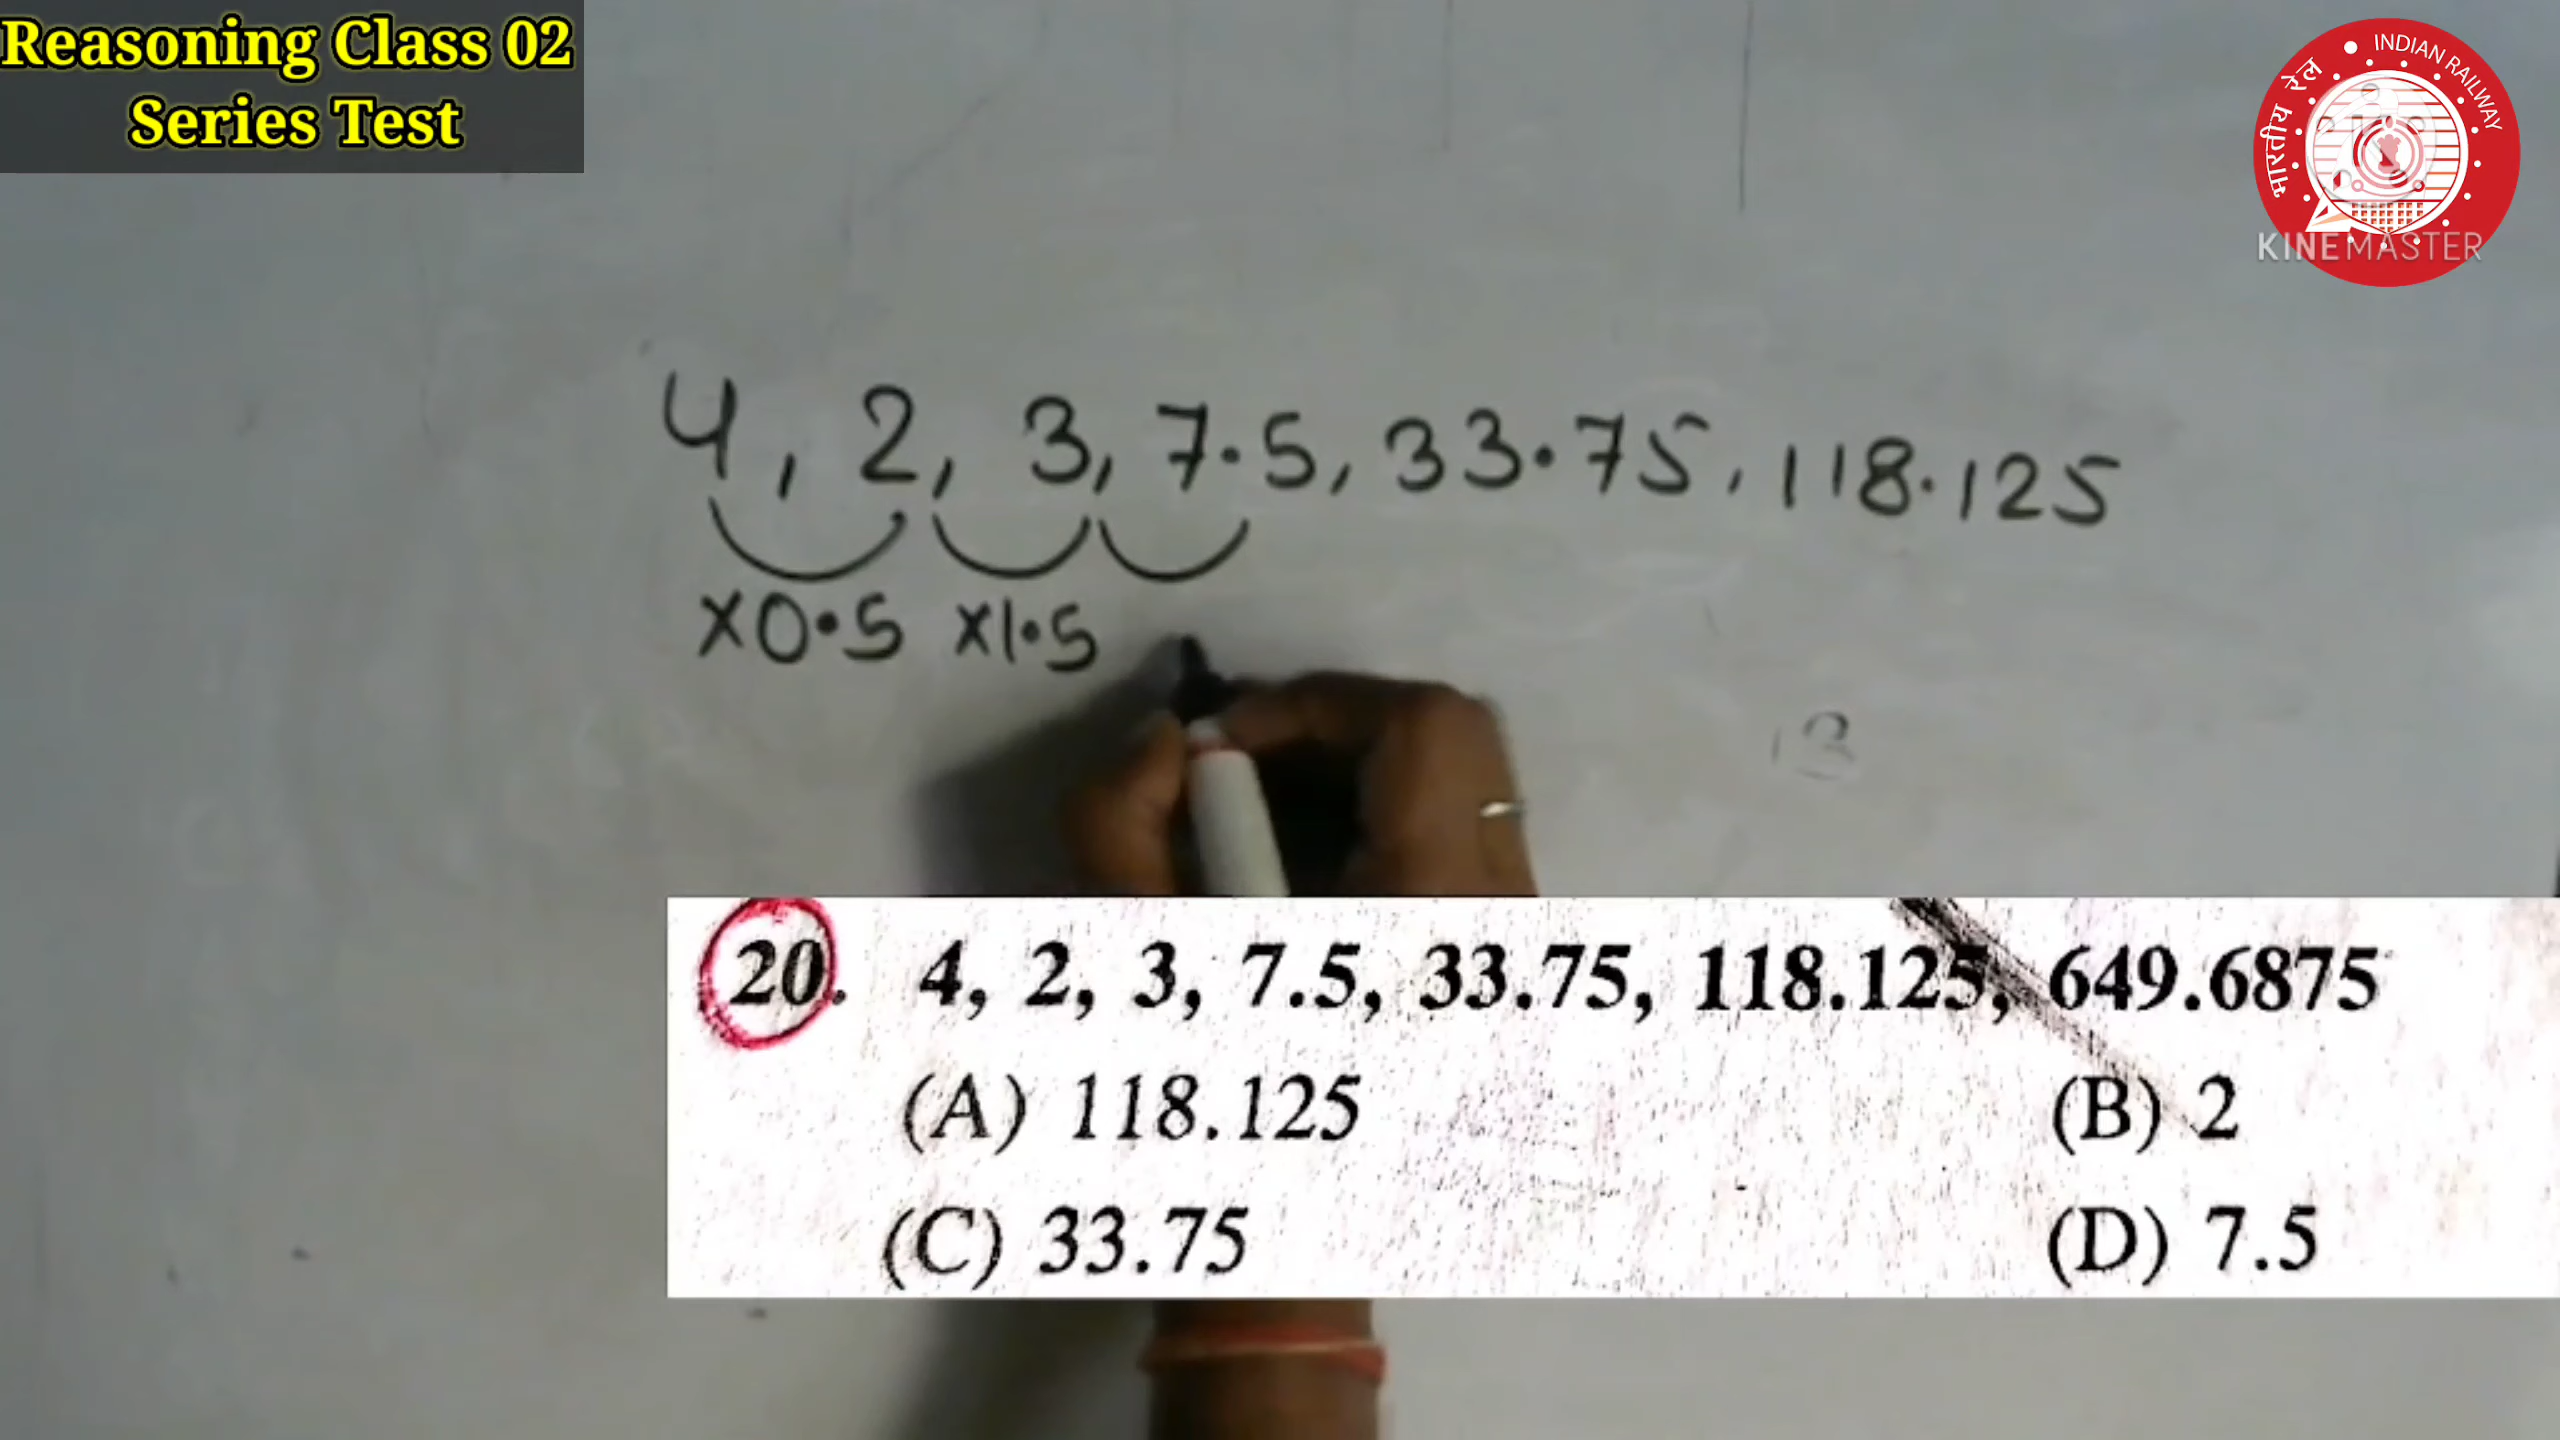 Reasoning Class 02
Series Test
INDIAN RAILWAY
भारतीय रेल
KINEMASTER
4, 2, 3, 7.5, 33.75, 118.125
×0.5 ×1.5
20. 4, 2, 3, 7.5, 33.75, 118.125, 649.6875
(A) 118.125 (B) 2
(C) 33.75 (D) 7.5